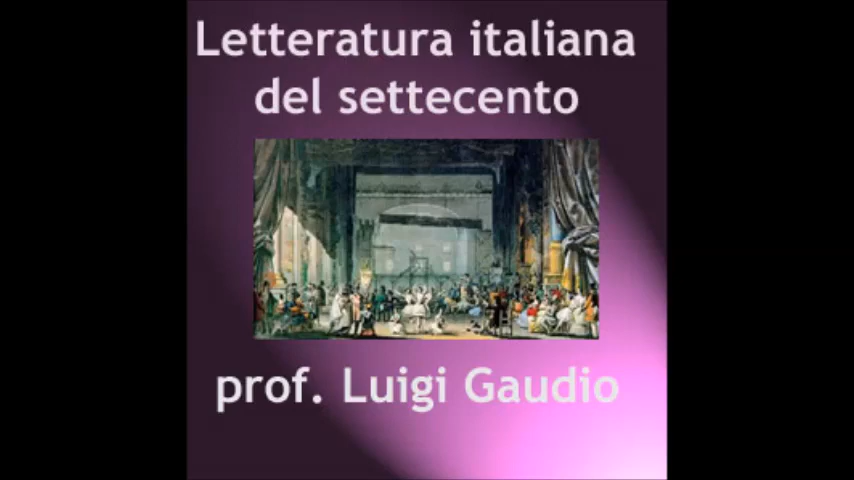 Letteratura italiana
del settecento
prof. Luigi Gaudio